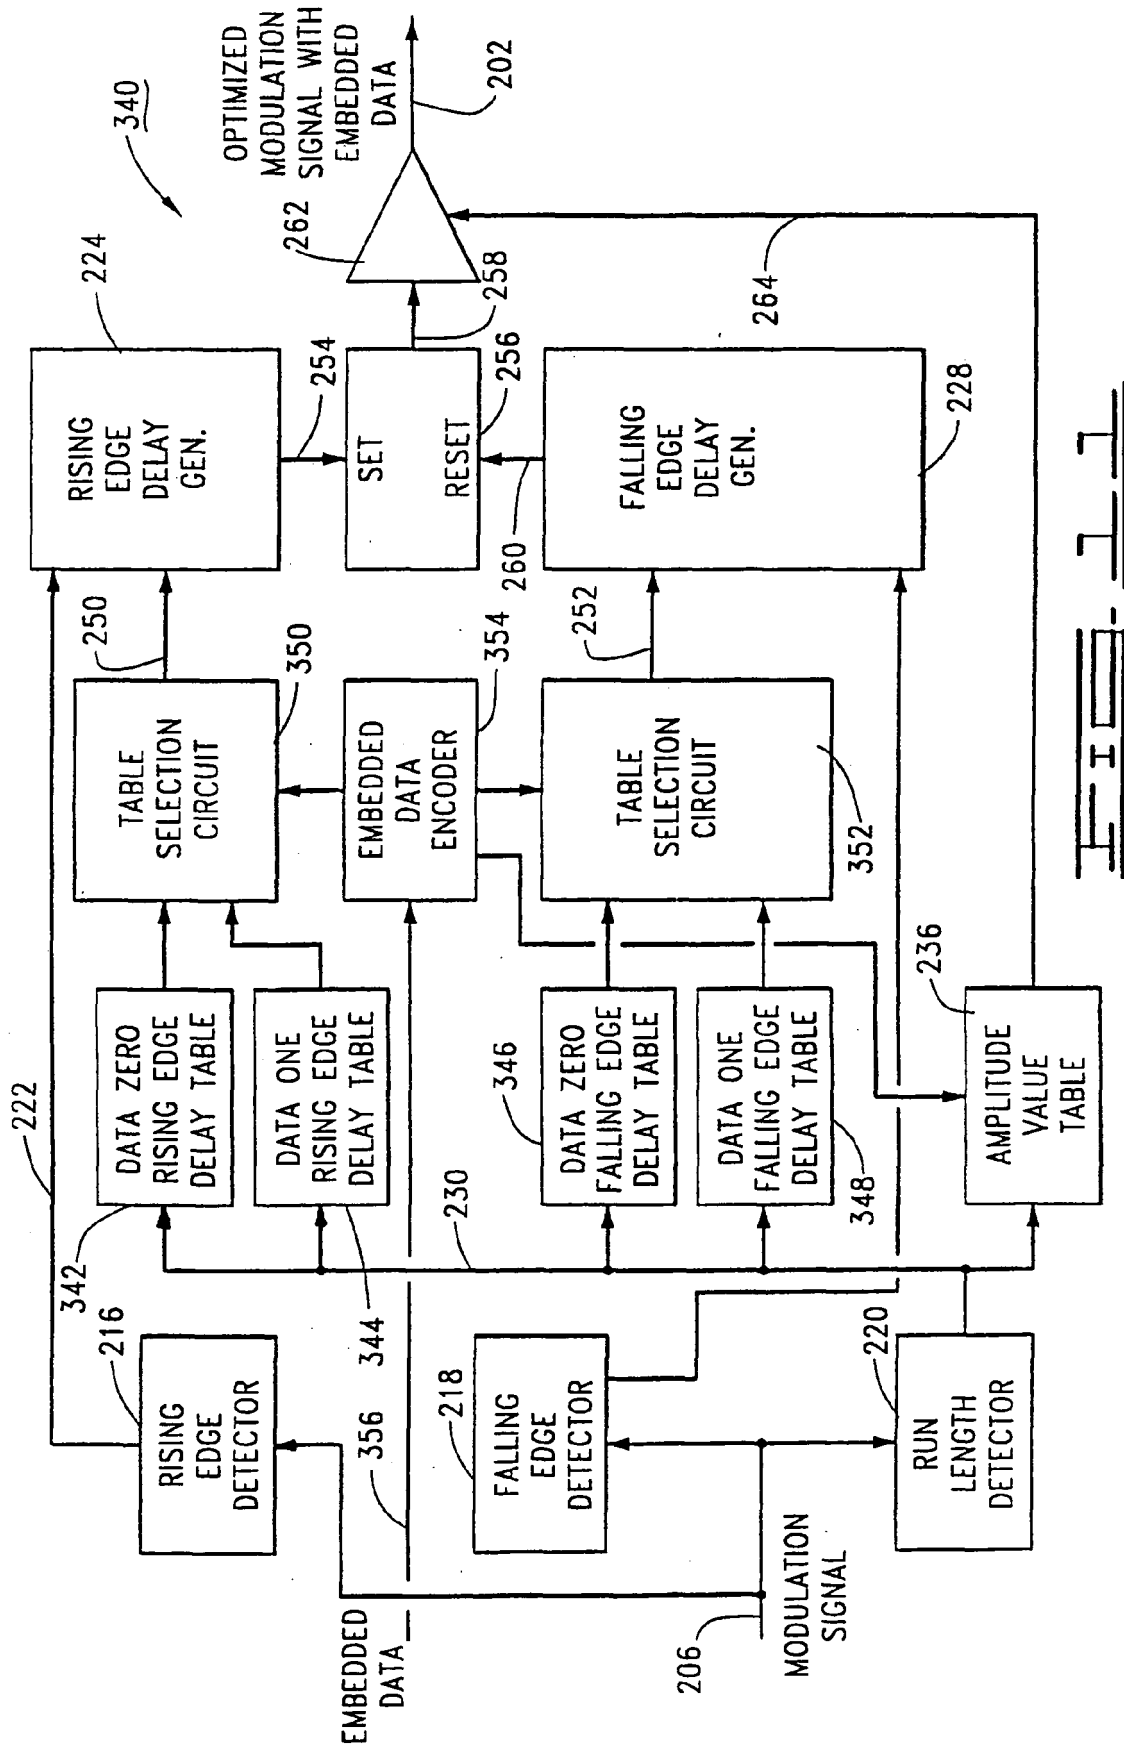 340
222
224
216
342
250
254
RISING
EDGE
DETECTOR
DATA ZERO
RISING EDGE
DELAY TABLE
TABLE
SELECTION
CIRCUIT
RISING
EDGE
DELAY
GEN.
350
OPTIMIZED
MODULATION
SIGNAL WITH
EMBEDDED
DATA
344
DATA ONE
RISING EDGE
DELAY TABLE
262
202
EMBEDDED
DATA
356
EMBEDDED
DATA
ENCODER
354
SET
RESET
258
256
218
230
346
252
260
FALLING
EDGE
DETECTOR
DATA ZERO
FALLING EDGE
DELAY TABLE
TABLE
SELECTION
CIRCUIT
FALLING
EDGE
DELAY
GEN.
206
DATA ONE
FALLING EDGE
DELAY TABLE
264
MODULATION
SIGNAL
220
348
352
228
236
RUN
LENGTH
DETECTOR
AMPLITUDE
VALUE
TABLE
FIG. 11